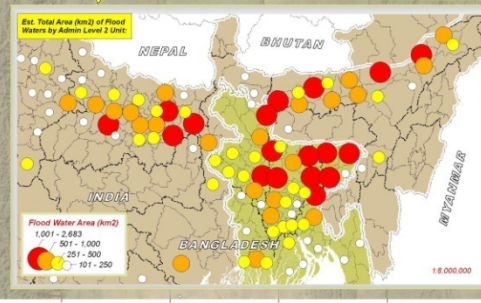 Est. Total Area (km2) of Flood
Waters by Admin Level 2 Unit:
NEPAL
BHUTAN
INDIA
MYANMAR
BANGLADESH
Flood Water Area (km2)
1,001 - 2,683
501 - 1,000
251 - 500
101 - 250
1:8,000,000